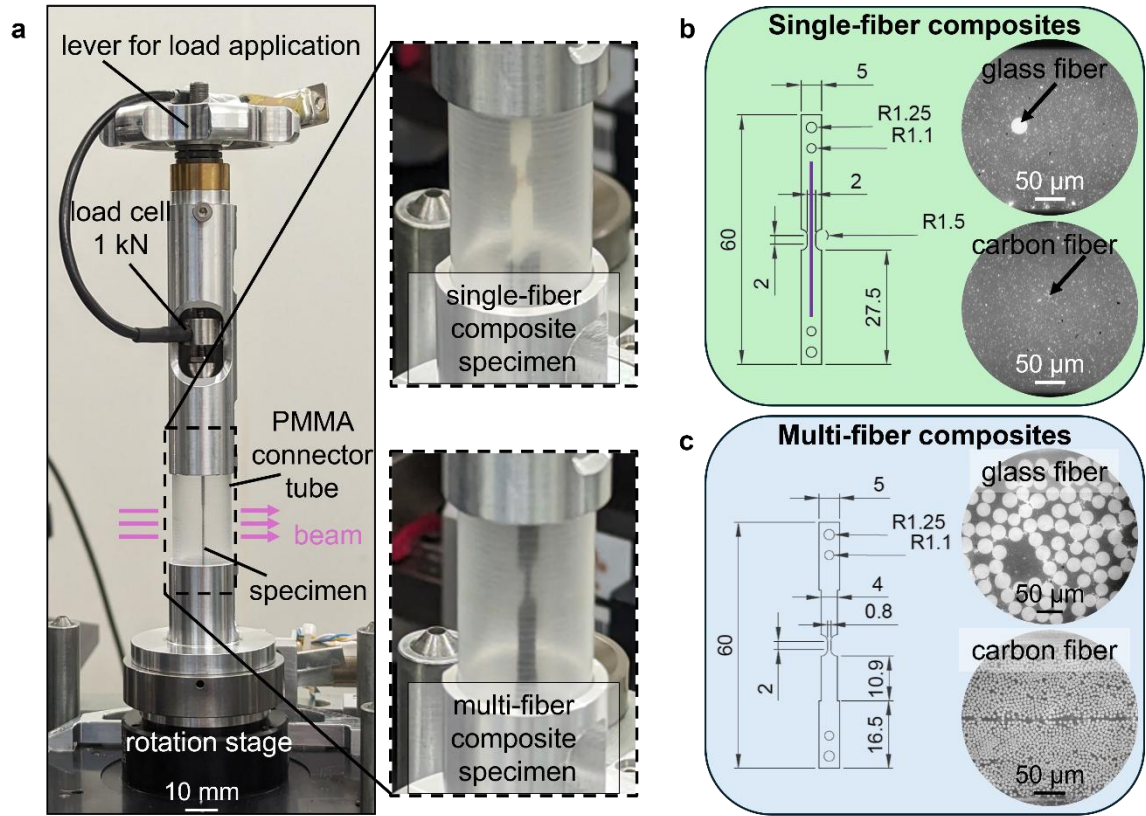 a
lever for load application
load cell
1 kN
PMMA
connector
tube
beam
specimen
rotation stage
10 mm
single-fiber
composite
specimen
multi-fiber
composite
specimen
b
Single-fiber composites
5
R1.25
R1.1
2
R1.5
60
2
27.5
glass fiber
50 µm
carbon fiber
50 µm
c
Multi-fiber composites
5
R1.25
R1.1
4
0.8
60
2
10.9
16.5
glass fiber
50 µm
carbon fiber
50 µm